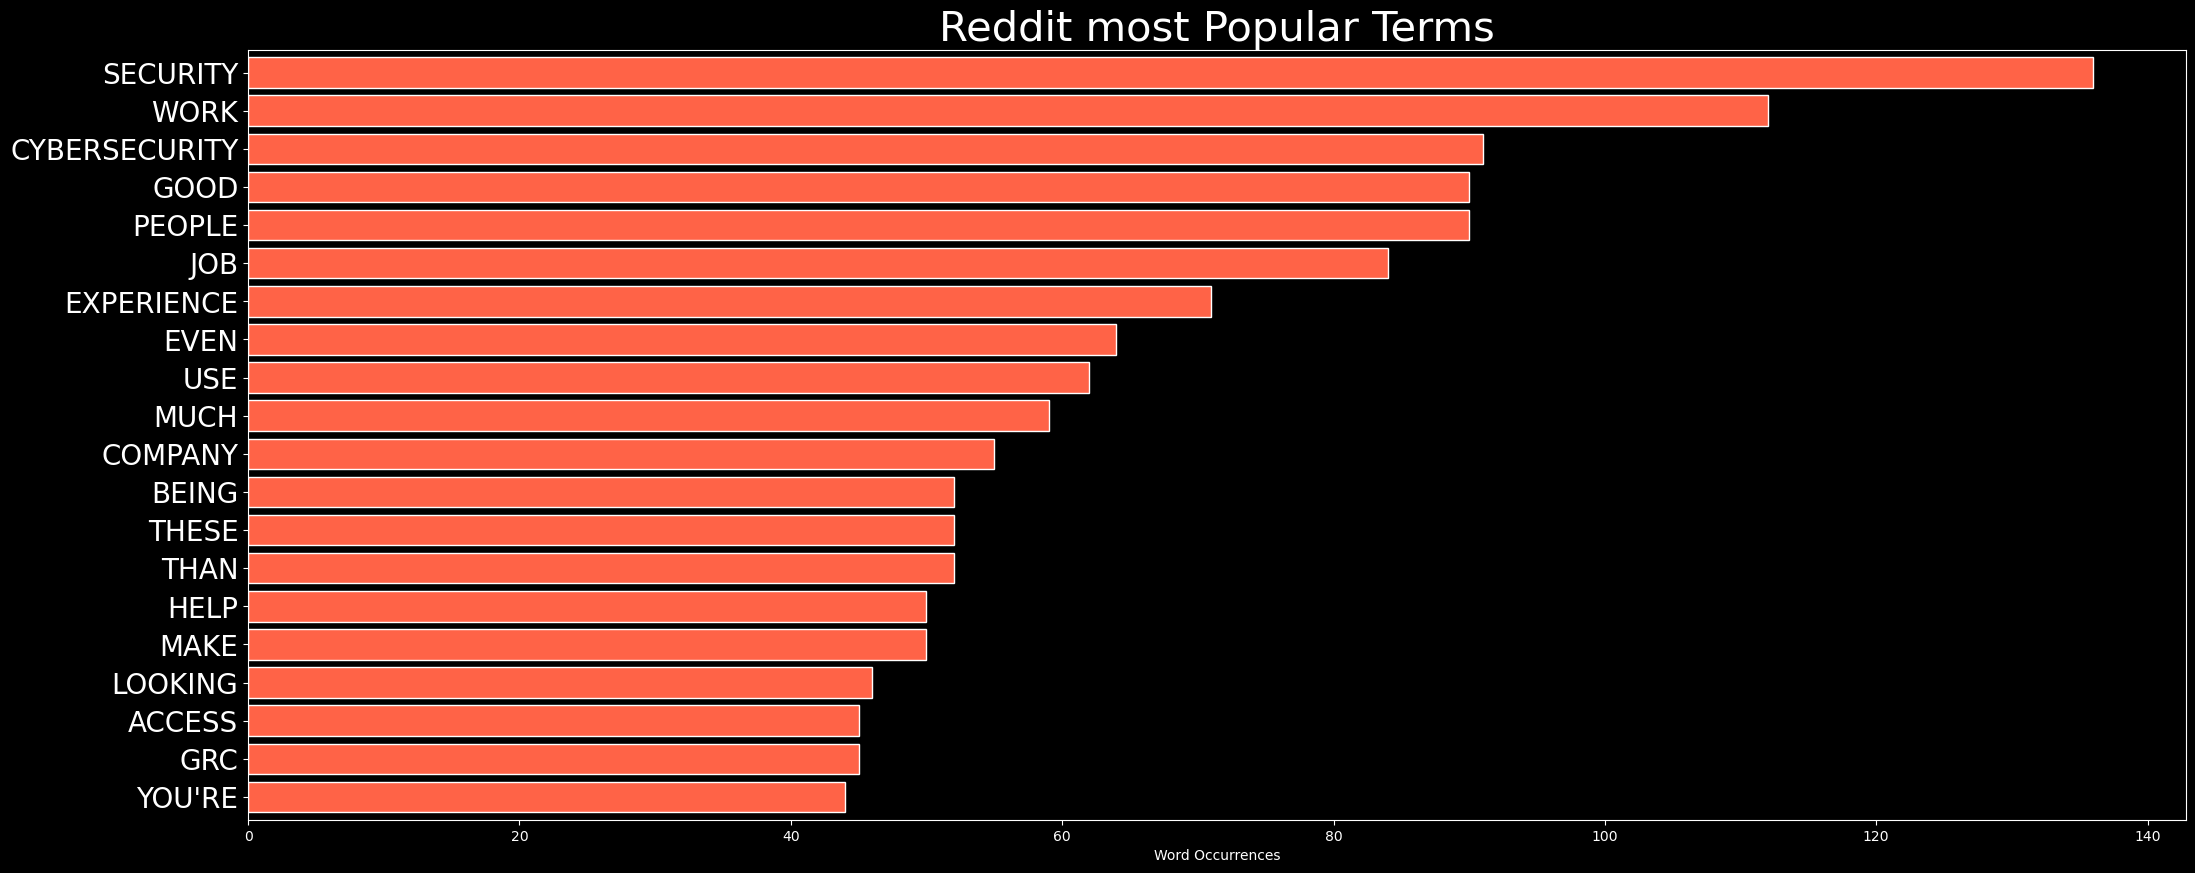 Reddit most Popular Terms
SECURITY
WORK
CYBERSECURITY
GOOD
PEOPLE
JOB
EXPERIENCE
EVEN
USE
MUCH
COMPANY
BEING
THESE
THAN
HELP
MAKE
LOOKING
ACCESS
GRC
YOU'RE
0 20 40 60 80 100 120 140
Word Occurrences